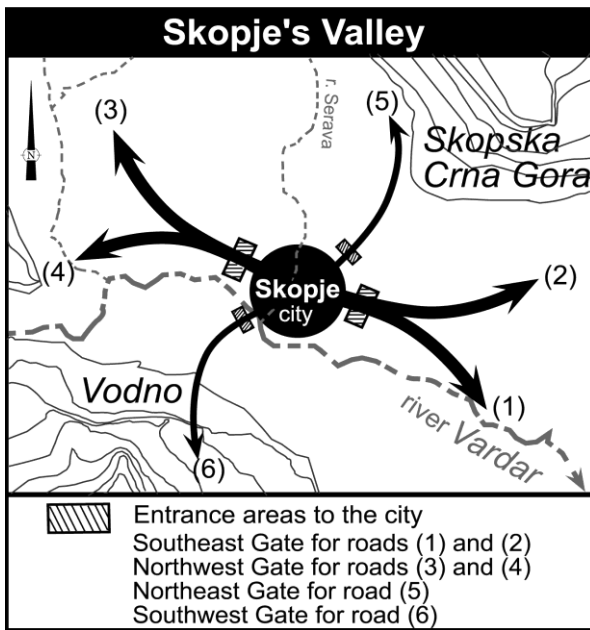 Skopje's Valley
(3)
r. Serava
(5)
Skopska
Crna Gora
N
(4)
(2)
Skopje
city
Vodno
(1)
river Vardar
(6)
Entrance areas to the city
Southeast Gate for roads (1) and (2)
Northwest Gate for roads (3) and (4)
Northeast Gate for road (5)
Southwest Gate for road (6)